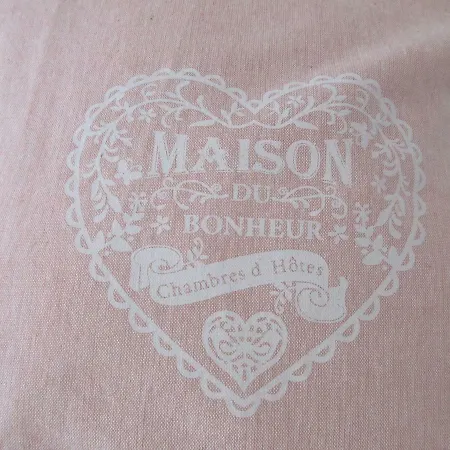 MAISON
DU
BONHEUR
Chambres d'Hôtes